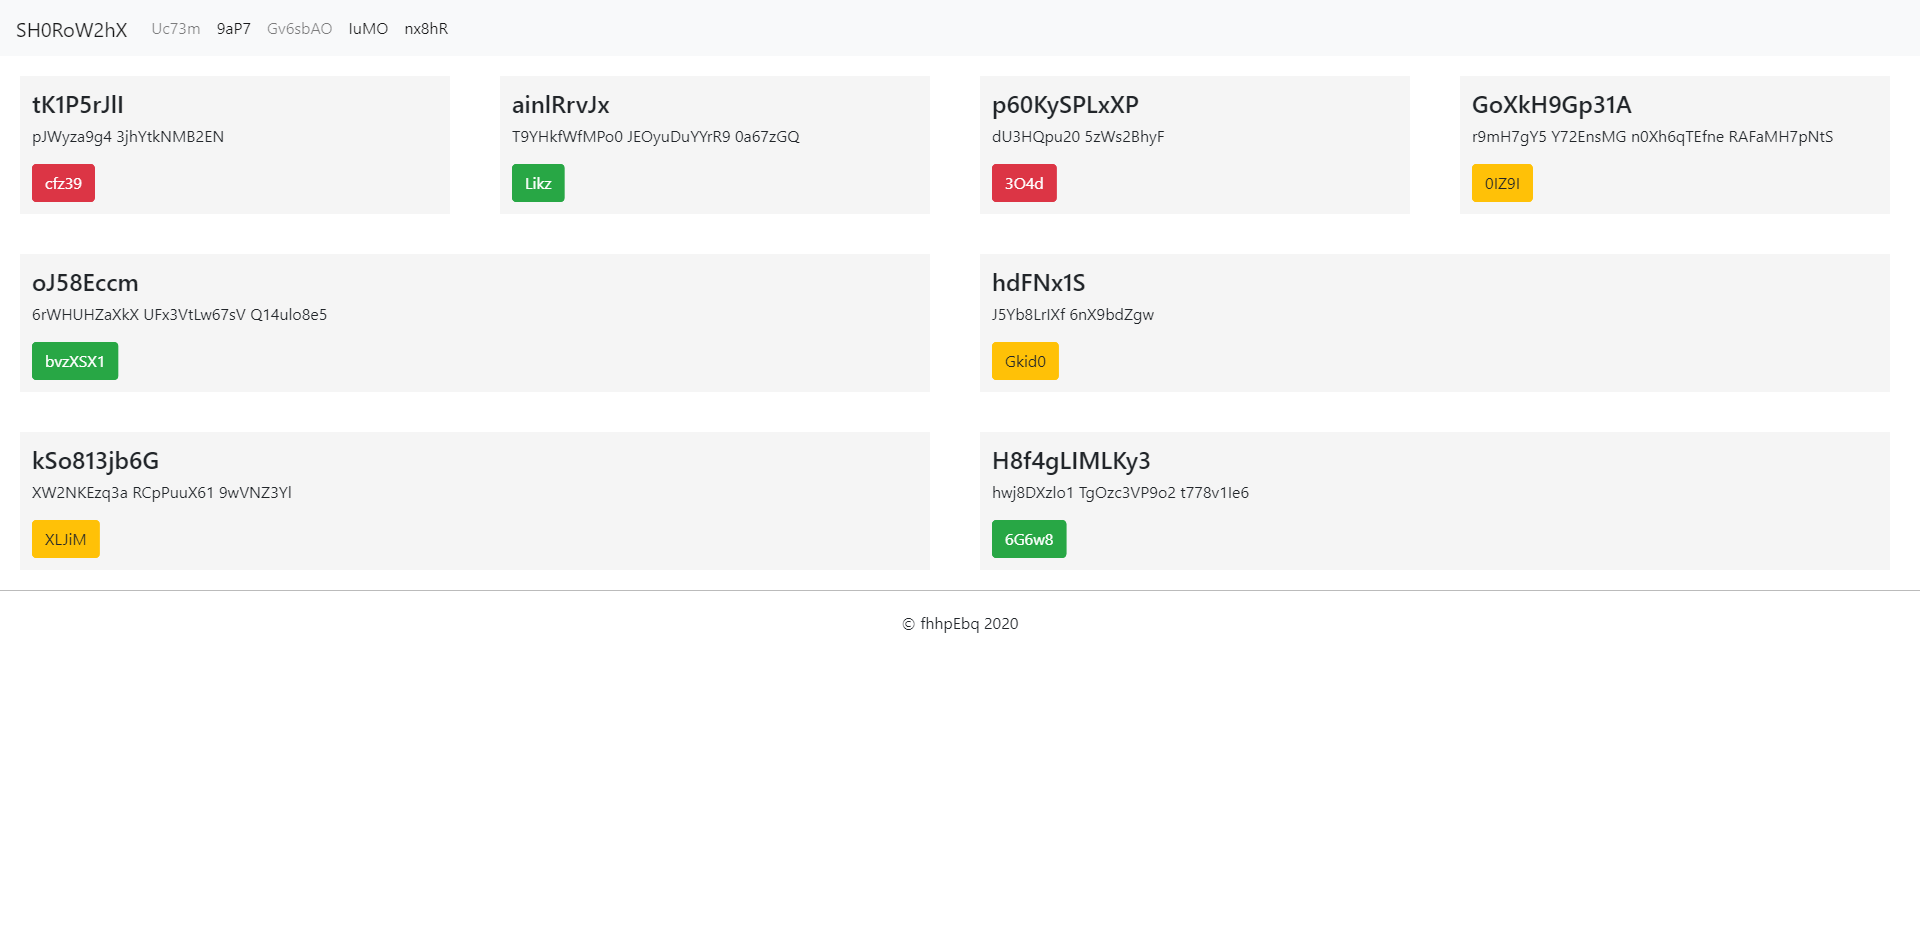 SH0RoW2hX Uc73m 9aP7 Gv6sbAO IuMO nx8hR
tK1P5rJlI
pJWyza9g4 3jhYtkNMB2EN
cfz39
ainlRrvJx
T9YHkfWfMPo0 JEOyuDuYYrR9 0a67zGQ
Likz
p60KySPLxXP
dU3HQpu20 5zWs2BhyF
3O4d
GoXkH9Gp31A
r9mH7gY5 Y72EnsMG n0Xh6qTEfne RAFaMH7pNtS
0IZ9I
oJ58Eccm
6rWHUHZaXkX UFx3VtLw67sV Q14ulo8e5
bvzXSX1
hdFNx1S
J5Yb8LrIXf 6nX9bdZgw
Gkid0
kSo813jb6G
XW2NKEzq3a RCpPuuX61 9wVNZ3Yl
XLJiM
H8f4gLIMLKy3
hwj8DXzlo1 TgOzc3VP9o2 t778v1Ie6
6G6w8
© fhhpEbq 2020